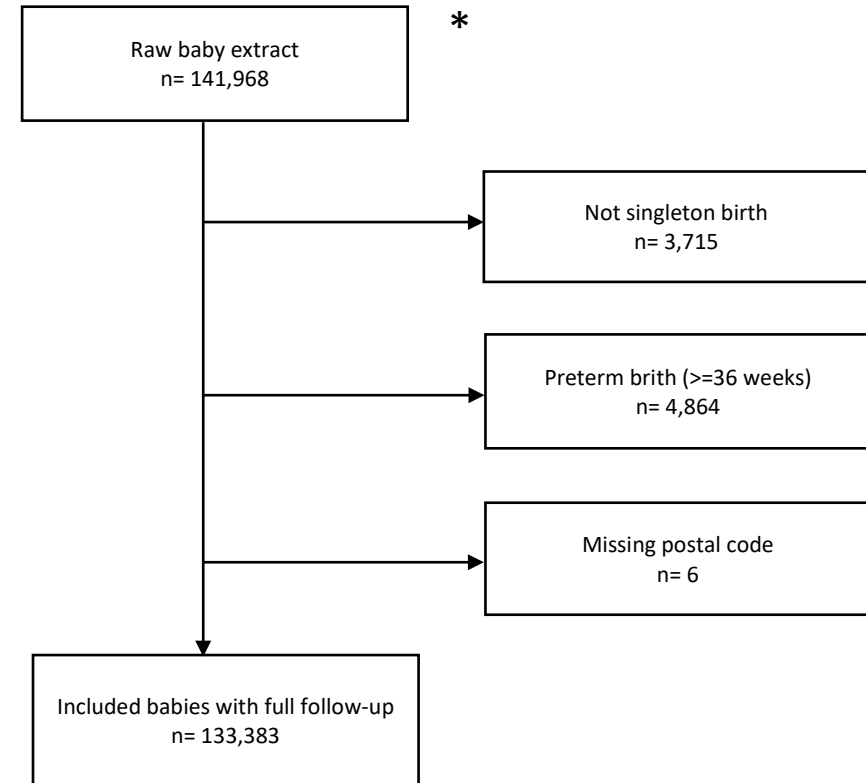 *
Raw baby extract
n= 141,968
Not singleton birth
n= 3,715
Preterm brith (>=36 weeks)
n= 4,864
Missing postal code
n= 6
Included babies with full follow-up
n= 133,383